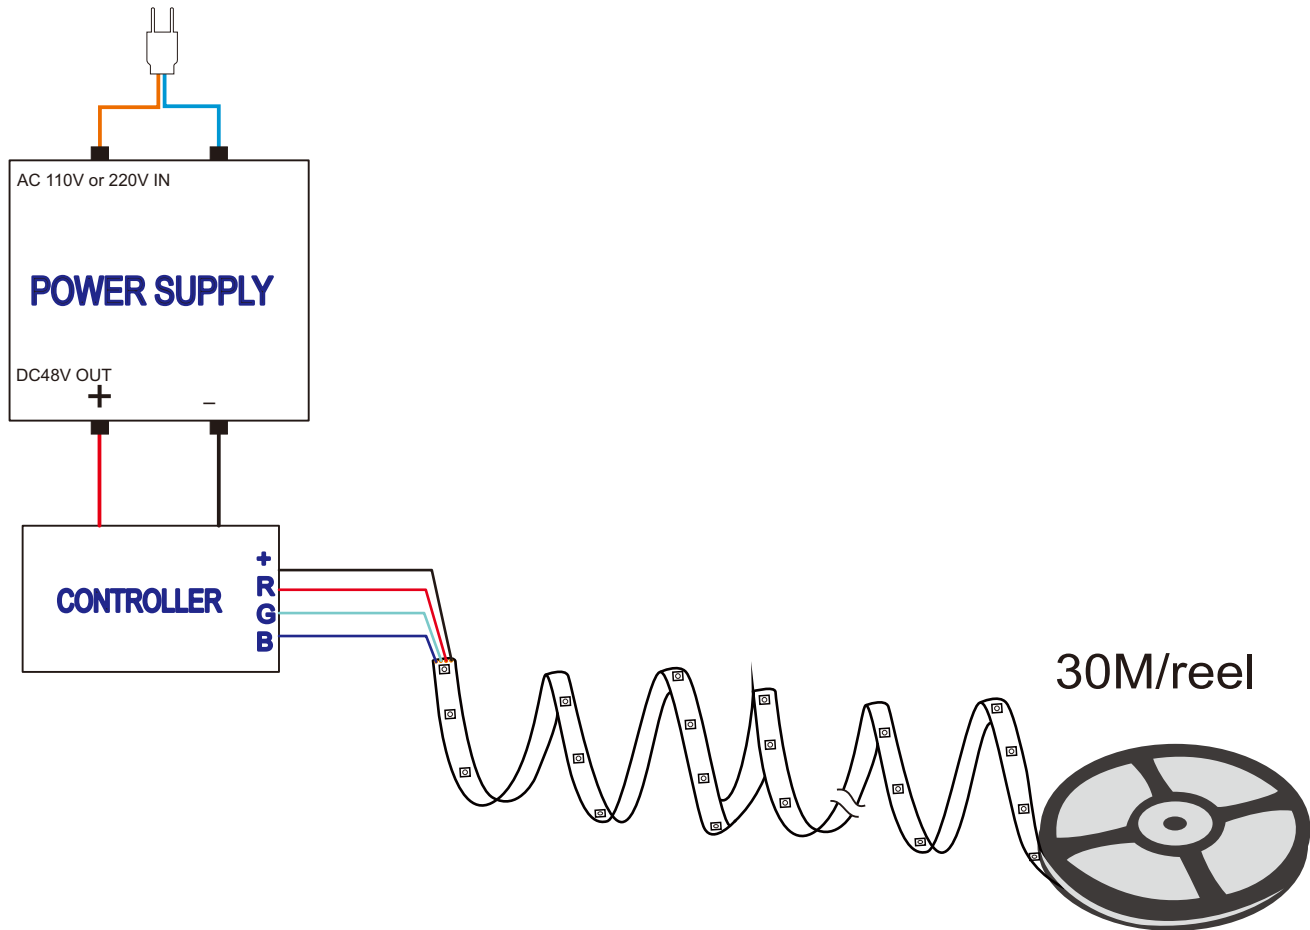 AC 110V or 220V IN
POWER SUPPLY
DC48V OUT
+ –
CONTROLLER
+
R
G
B
30M/reel